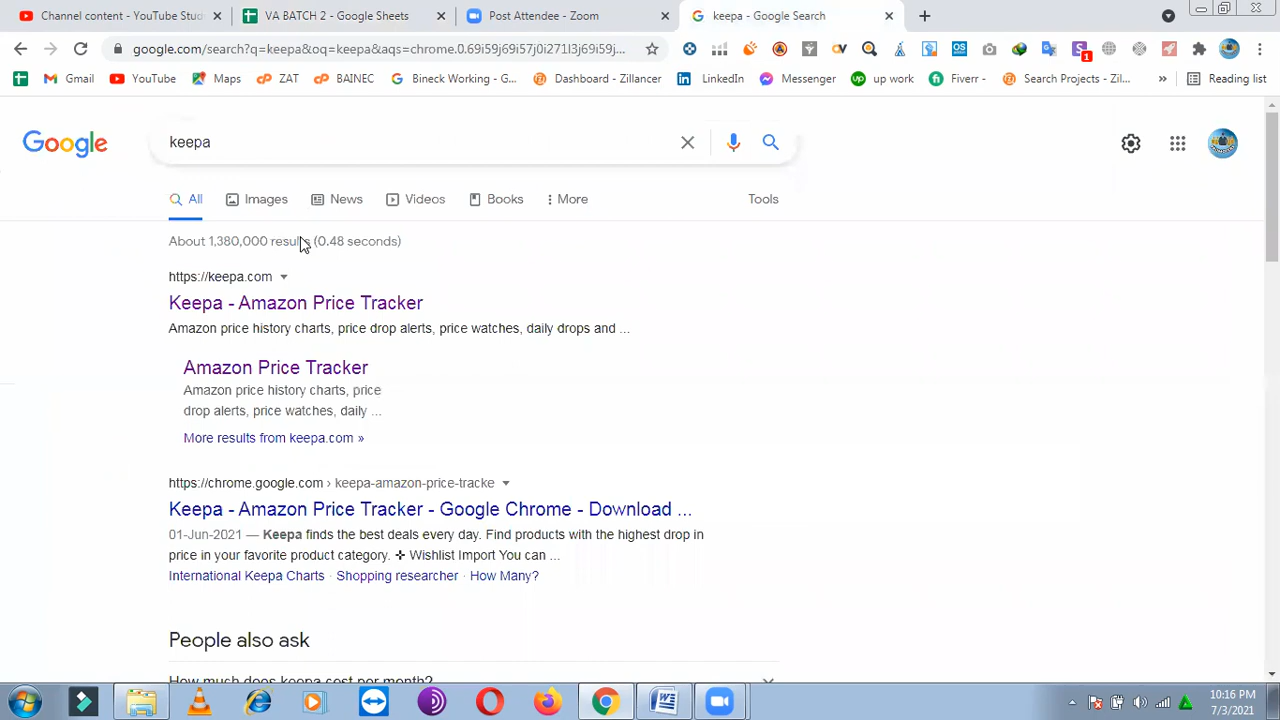 Channel content - YouTube Stu
VA BATCH 2 - Google Sheets
Post Attendee - Zoom
keepa - Google Search
google.com/search?q=keepa&oq=keepa&aqs=chrome.0.69i59j69i57j0i271l3j69i59j...
Gmail
YouTube
Maps
ZAT
BAINEC
Bineck Working - G...
Dashboard - Zillancer
LinkedIn
Messenger
up work
Fiverr -
Search Projects - Zil...
»
Reading list
Google
keepa
All
Images
News
Videos
Books
More
Tools
About 1,380,000 results (0.48 seconds)
https://keepa.com
Keepa - Amazon Price Tracker
Amazon price history charts, price drop alerts, price watches, daily drops and ...
Amazon Price Tracker
Amazon price history charts, price
drop alerts, price watches, daily ...
More results from keepa.com »
https://chrome.google.com › keepa-amazon-price-tracke
Keepa - Amazon Price Tracker - Google Chrome - Download ...
01-Jun-2021 — Keepa finds the best deals every day. Find products with the highest drop in
price in your favorite product category. ✢ Wishlist Import You can ...
International Keepa Charts · Shopping researcher · How Many?
People also ask
How much does keepa cost per month?
10:16 PM
7/3/2021